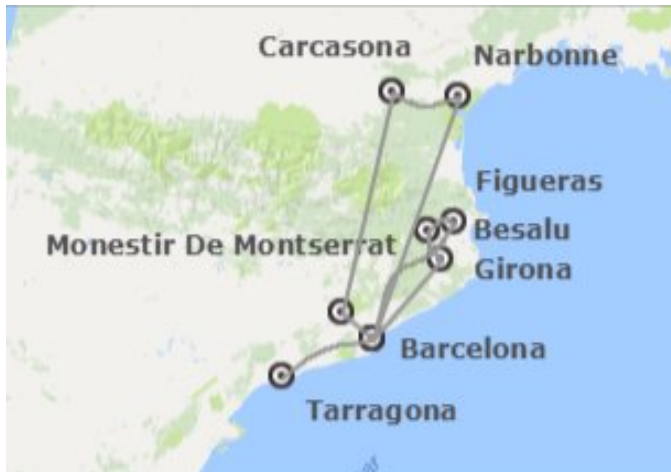 Carcasona
Narbonne
Figueras
Besalu
Monestir De Montserrat
Girona
Barcelona
Tarragona